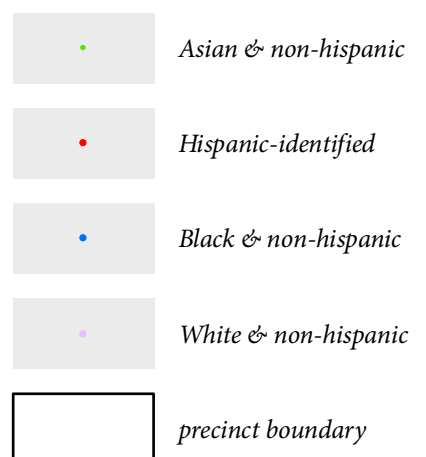 Asian & non-hispanic
Hispanic-identified
Black & non-hispanic
White & non-hispanic
precinct boundary